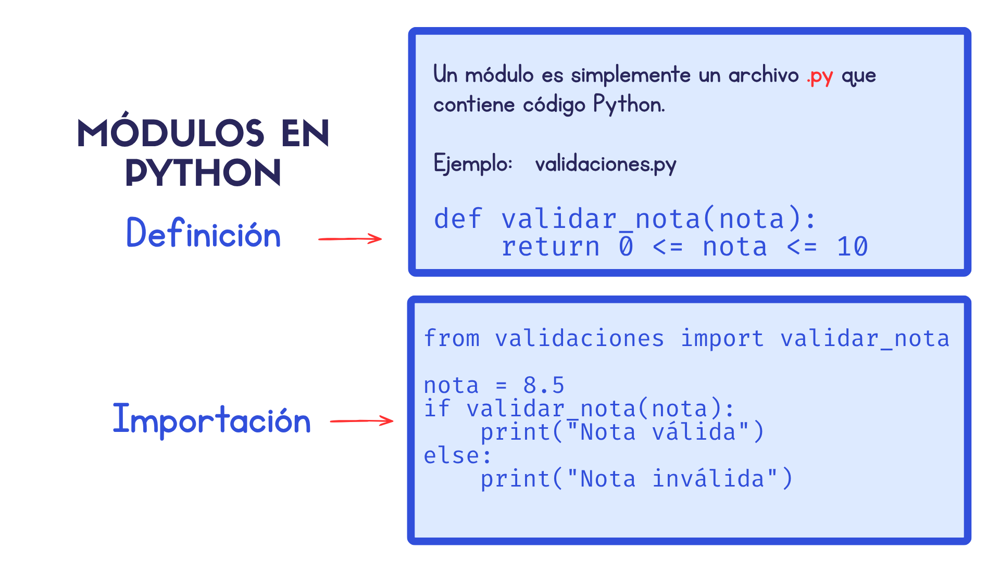 MÓDULOS EN
PYTHON
Definición
Un módulo es simplemente un archivo .py que
contiene código Python.
Ejemplo: validaciones.py
def validar_nota(nota):
    return 0 <= nota <= 10
Importación
from validaciones import validar_nota
nota = 8.5
if validar_nota(nota):
    print("Nota válida")
else:
    print("Nota inválida")